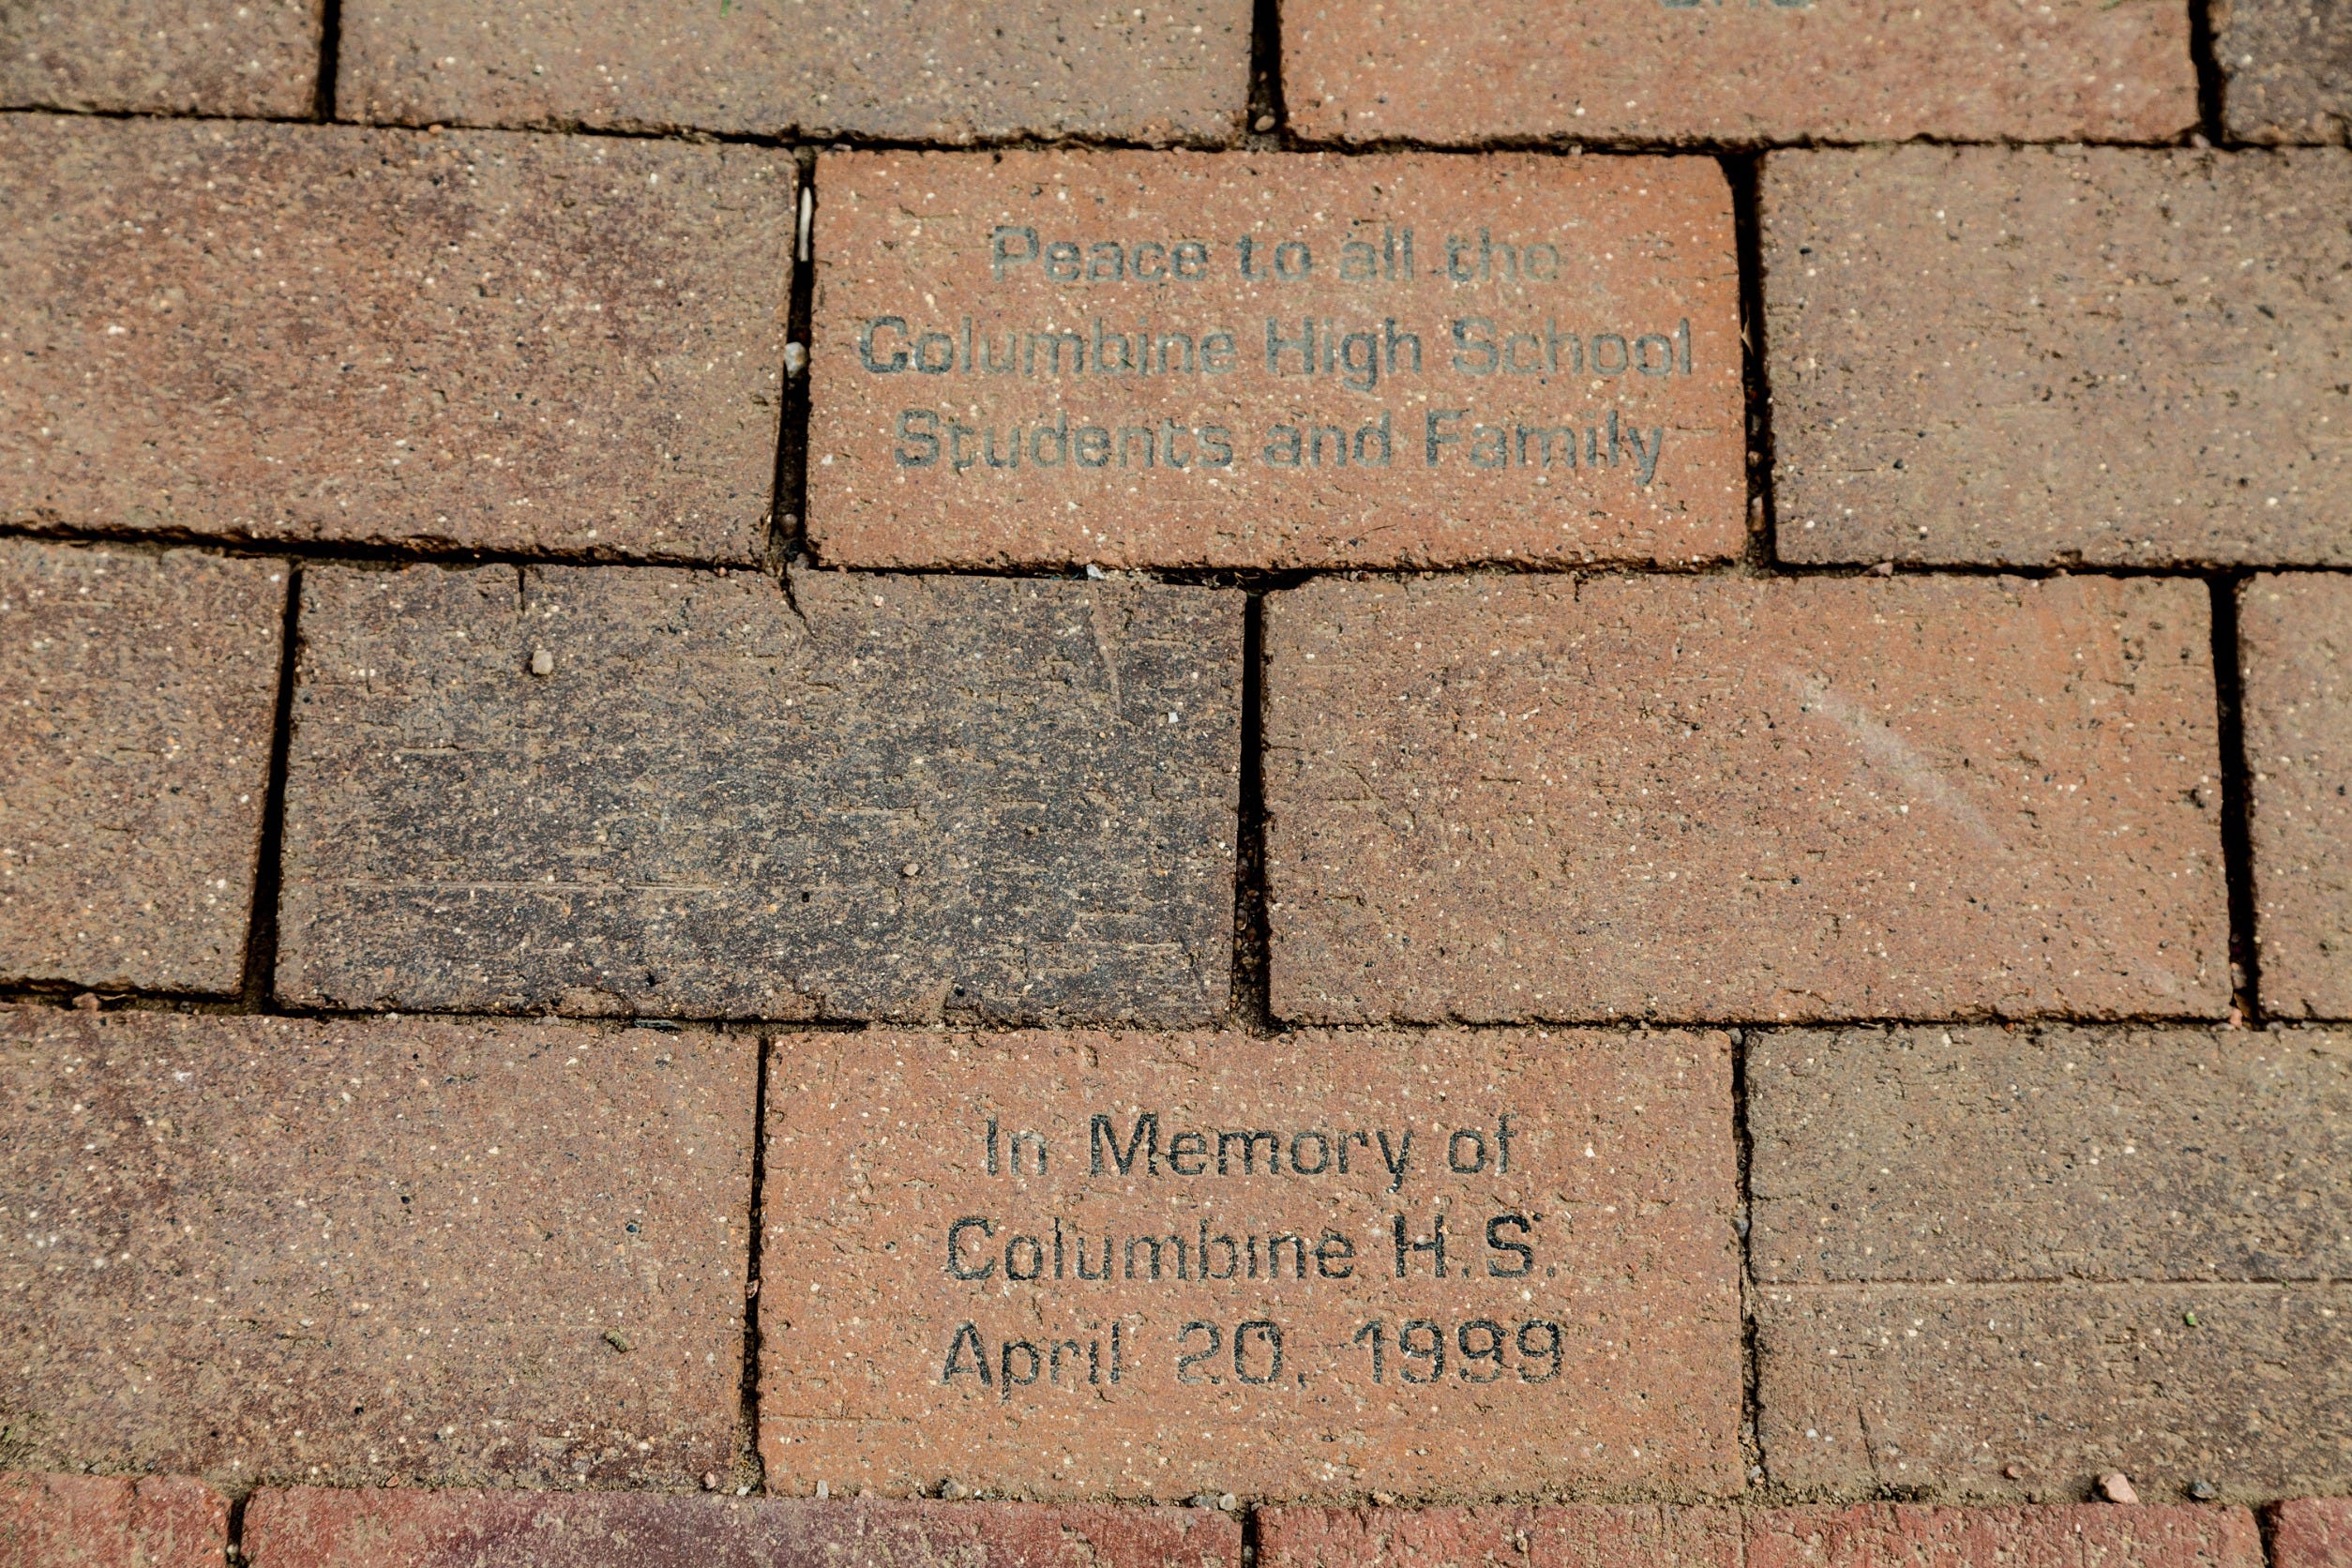 Peace to all the
Columbine High School
Students and Family
In Memory of
Columbine H.S.
April 20, 1999